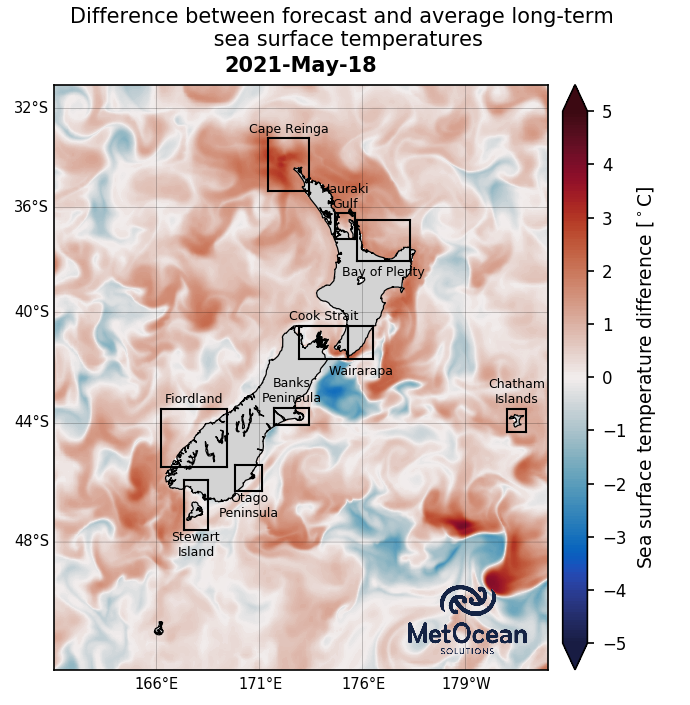 Difference between forecast and average long-term
sea surface temperatures
2021-May-18
32°S
36°S
40°S
44°S
48°S
166°E
171°E
176°E
179°W
Cape Reinga
Hauraki
Gulf
Bay of Plenty
Cook Strait
Wairarapa
Banks
Peninsula
Fiordland
Chatham
Islands
Otago
Peninsula
Stewart
Island
MetOcean
SOLUTIONS
5
4
3
2
1
0
−1
−2
−3
−4
−5
Sea surface temperature difference [°C]